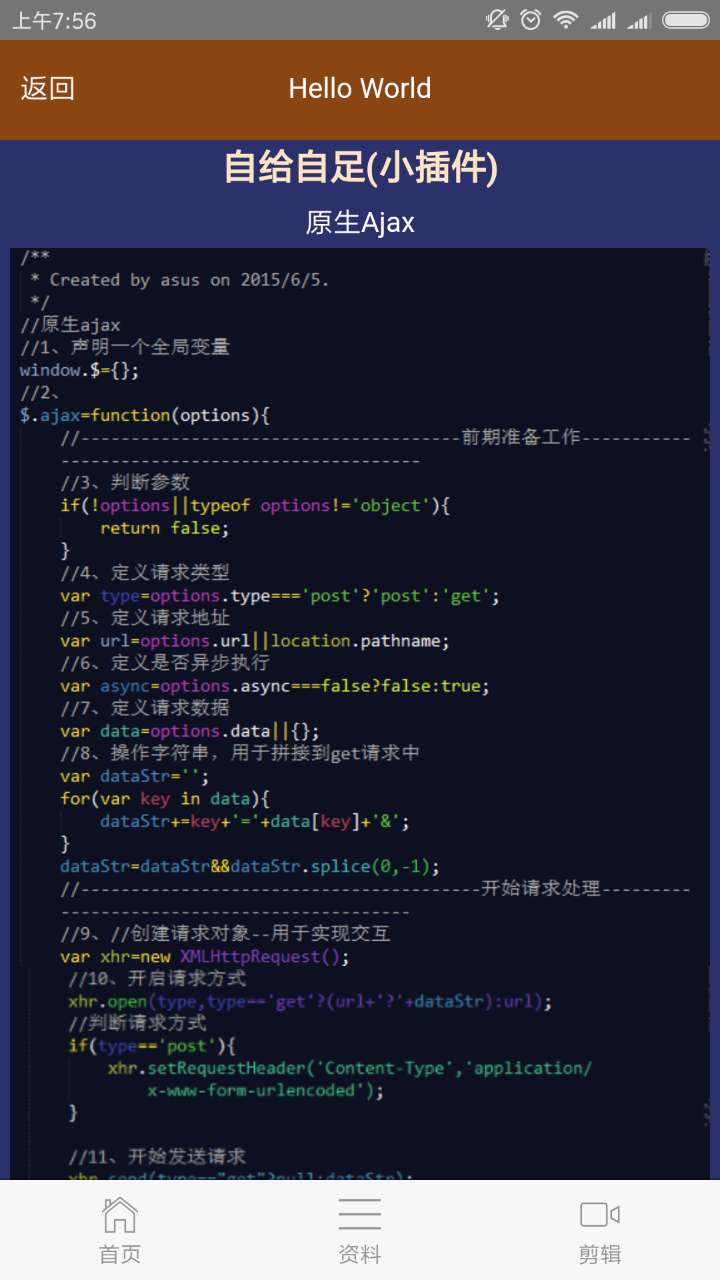 上午7:56
返回
Hello World
自给自足(小插件)
原生Ajax
/**
 * Created by asus on 2015/6/5.
 */
//原生ajax
//1、声明一个全局变量
window.$={};
//2、
$.ajax=function(options){
    //--------------------------------------前期准备工作-----------
    ------------------------------------
    //3、判断参数
    if(!options||typeof options!='object'){
        return false;
    }
    //4、定义请求类型
    var type=options.type==='post'?'post':'get';
    //5、定义请求地址
    var url=options.url||location.pathname;
    //6、定义是否异步执行
    var async=options.async===false?false:true;
    //7、定义请求数据
    var data=options.data||{};
    //8、操作字符串，用于拼接到get请求中
    var dataStr='';
    for(var key in data){
        dataStr+=key+'='+data[key]+'&';
    }
    dataStr=dataStr&&dataStr.splice(0,-1);
    //----------------------------------------开始请求处理---------
    -----------------------------------
    //9、//创建请求对象--用于实现交互
    var xhr=new XMLHttpRequest();
    //10、开启请求方式
    xhr.open(type,type=='get'?(url+'?'+dataStr):url);
    //判断请求方式
    if(type=='post'){
        xhr.setRequestHeader('Content-Type','application/
            x-www-form-urlencoded');
    }
    //11、开始发送请求
    xhr.send(type=="get"?null:dataStr);
首页
资料
剪辑